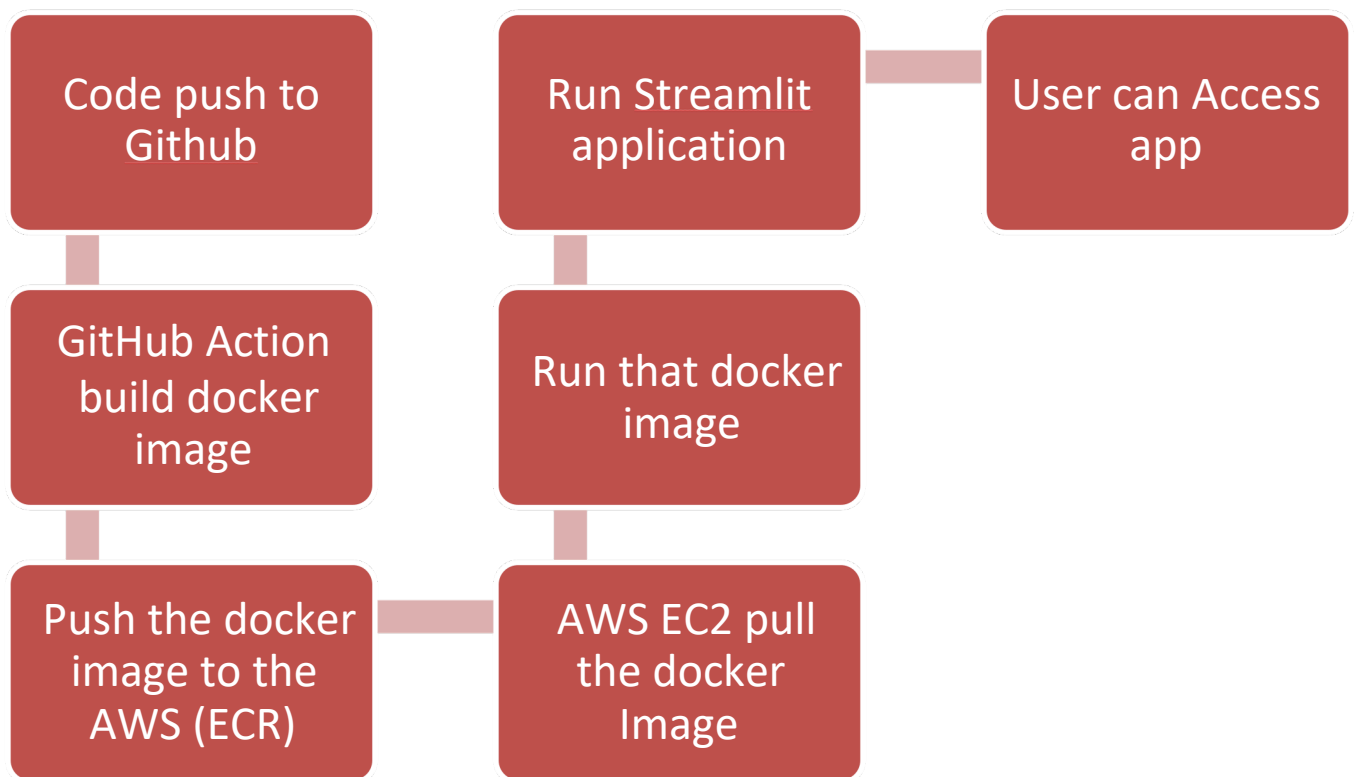 Code push to
Github
GitHub Action
build docker
image
Push the docker
image to the
AWS (ECR)
AWS EC2 pull
the docker
Image
Run that docker
image
Run Streamlit
application
User can Access
app